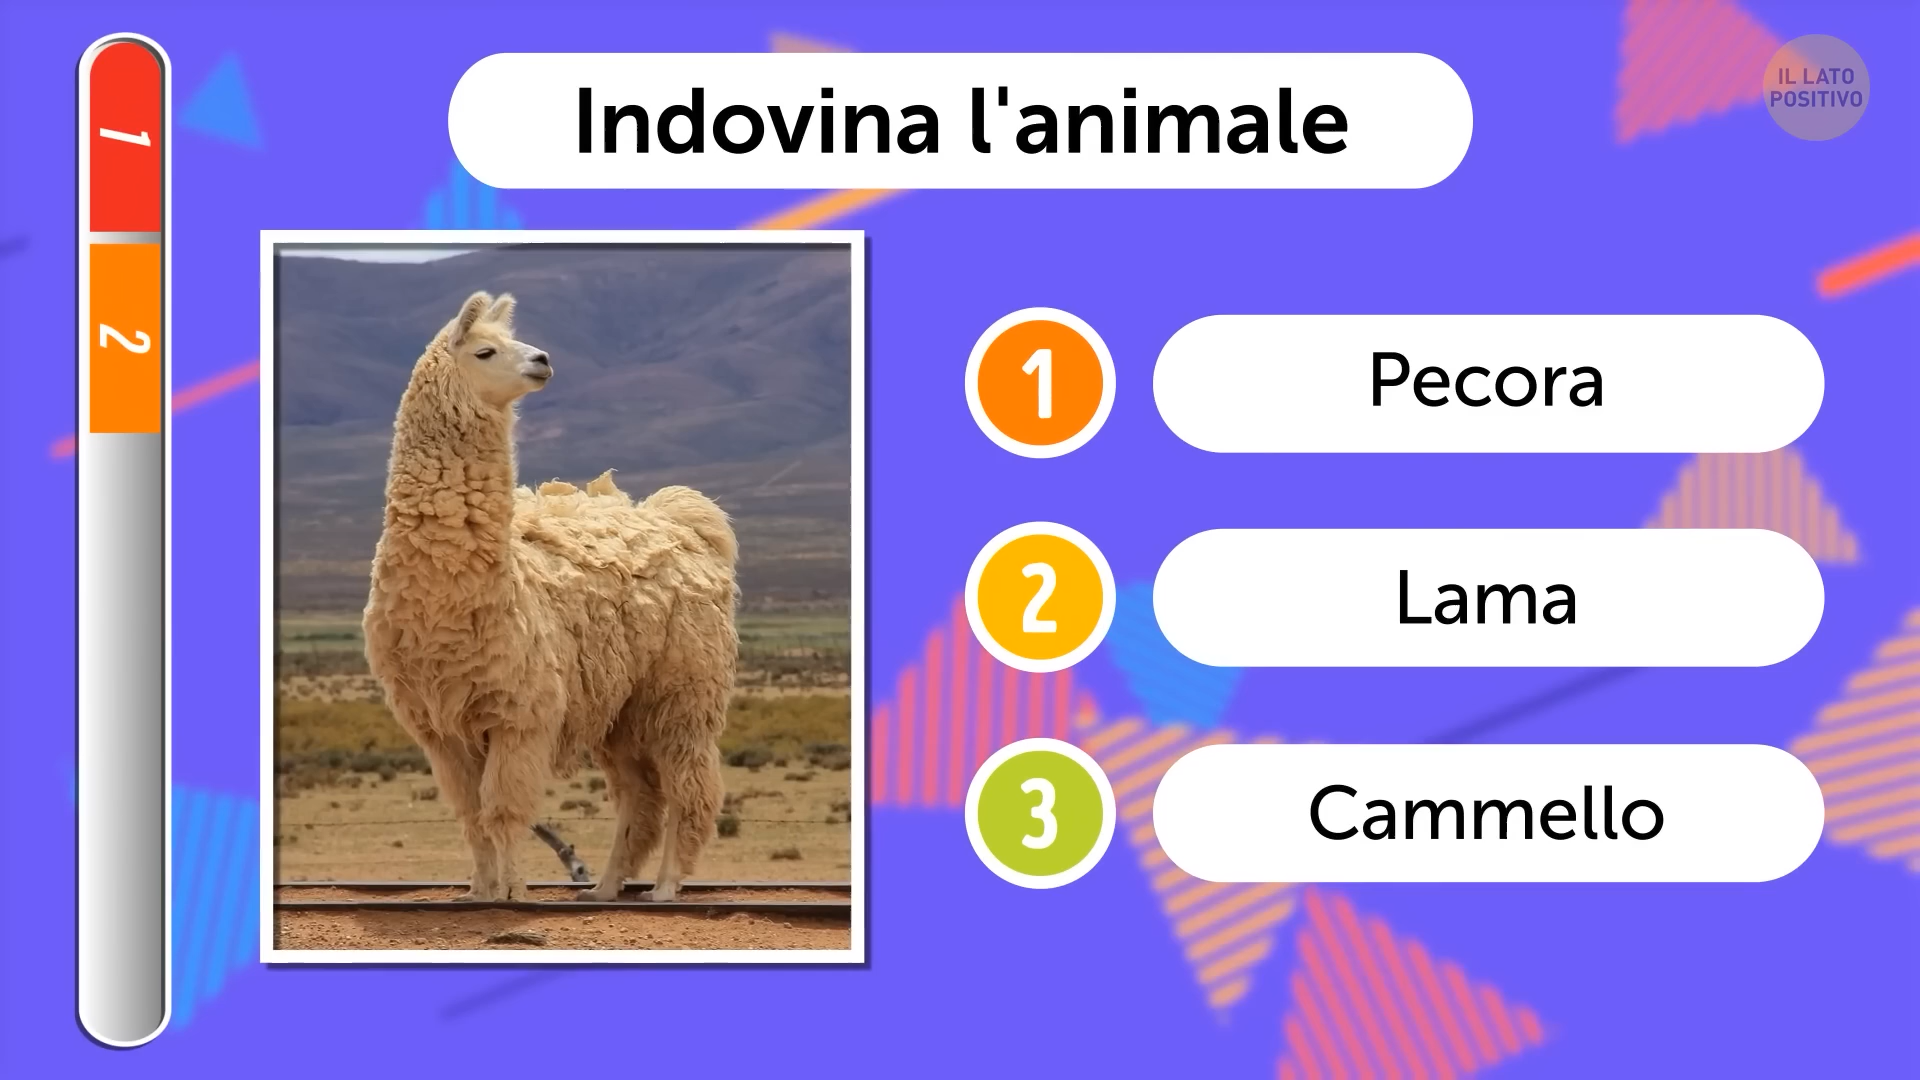 Indovina l'animale
IL LATO
POSITIVO
1
2
1 Pecora
2 Lama
3 Cammello